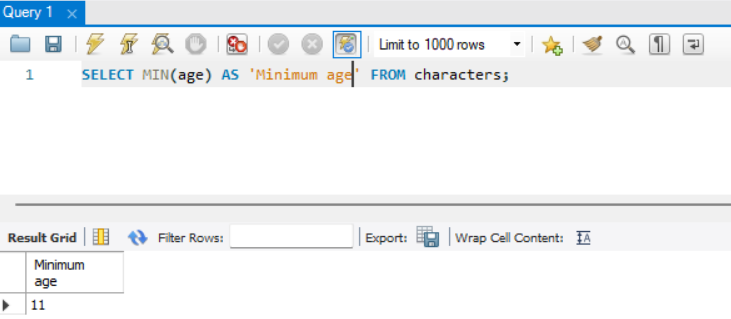 Query 1
Limit to 1000 rows
1 SELECT MIN(age) AS 'Minimum age' FROM characters;
Result Grid Filter Rows: Export: Wrap Cell Content: IA
Minimum
age
11